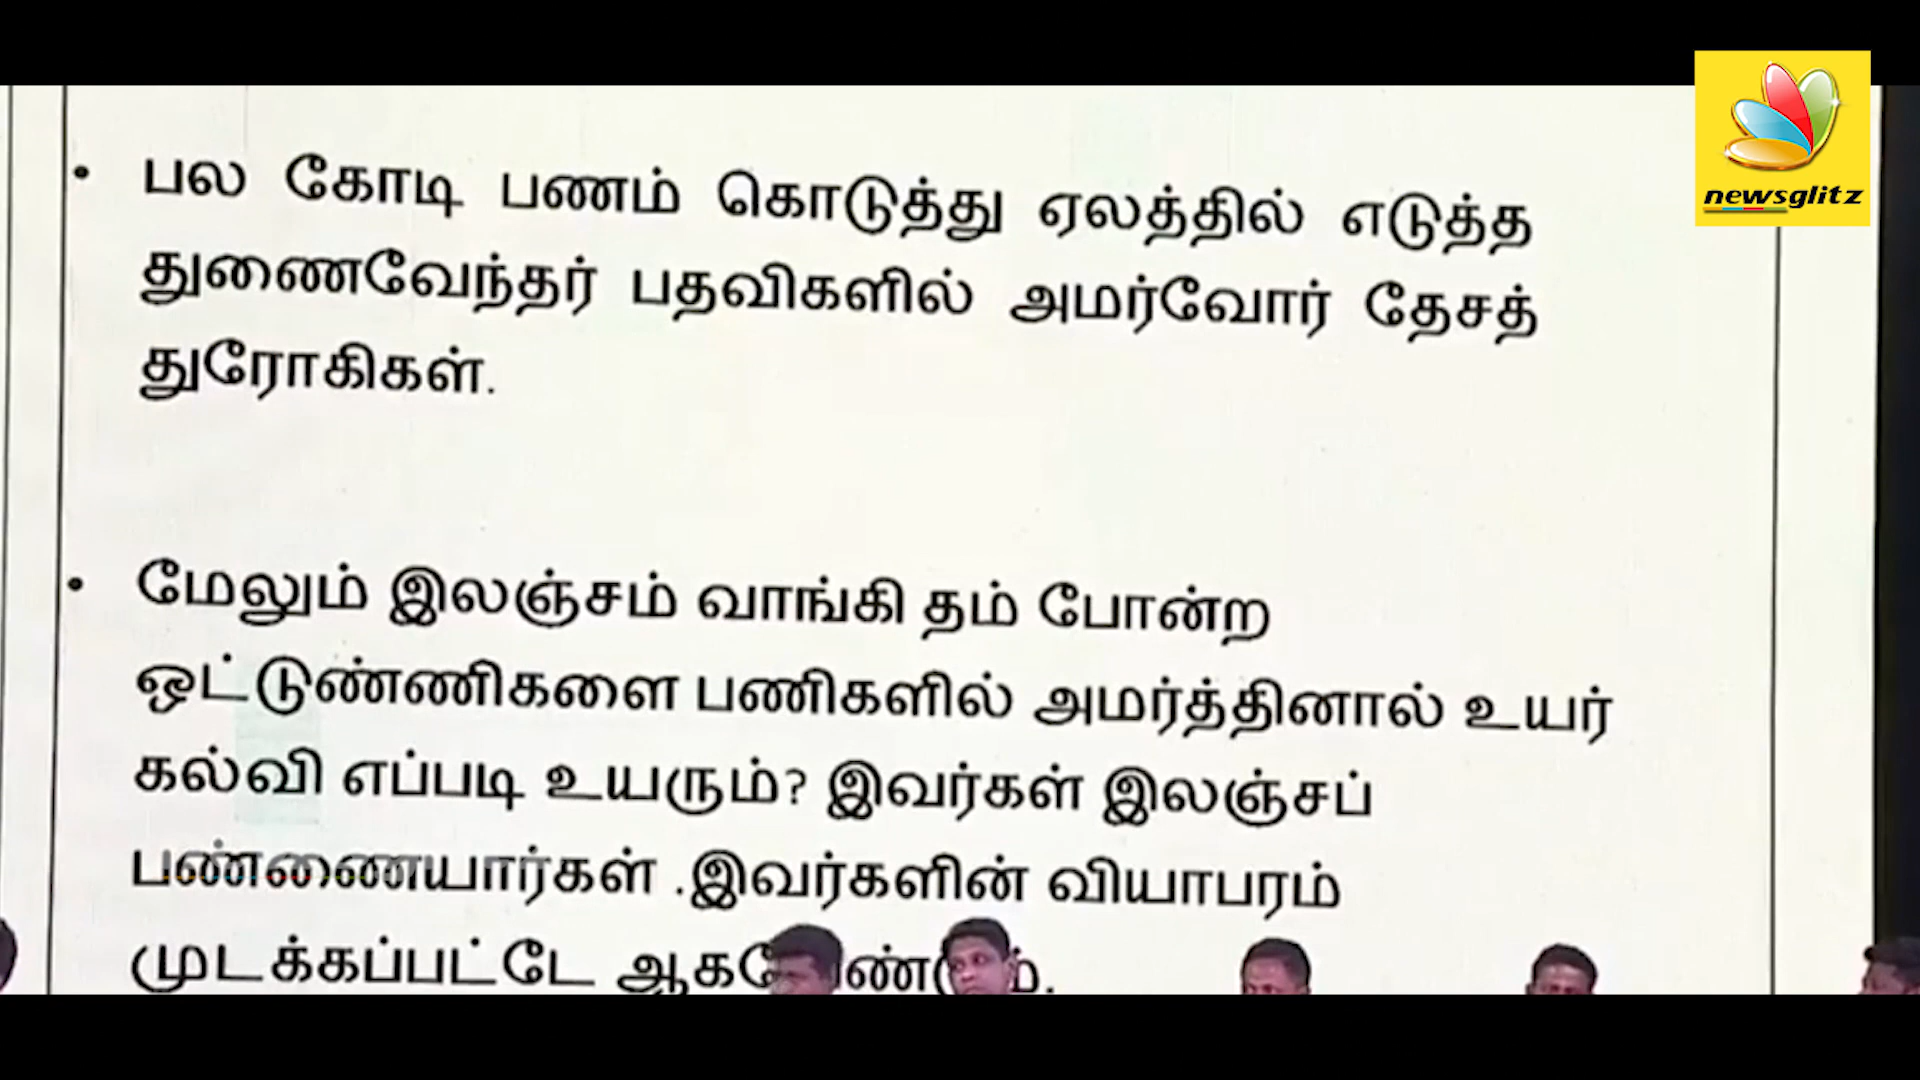 newsglitz
• பல கோடி பணம் கொடுத்து ஏலத்தில் எடுத்த
துணைவேந்தர் பதவிகளில் அமர்வோர் தேசத்
துரோகிகள்.
• மேலும் இலஞ்சம் வாங்கி தம் போன்ற
ஒட்டுண்ணிகளை பணிகளில் அமர்த்தினால் உயர்
கல்வி எப்படி உயரும்? இவர்கள் இலஞ்சப்
பண்ணையார்கள் .இவர்களின் வியாபரம்
முடக்கப்பட்டே